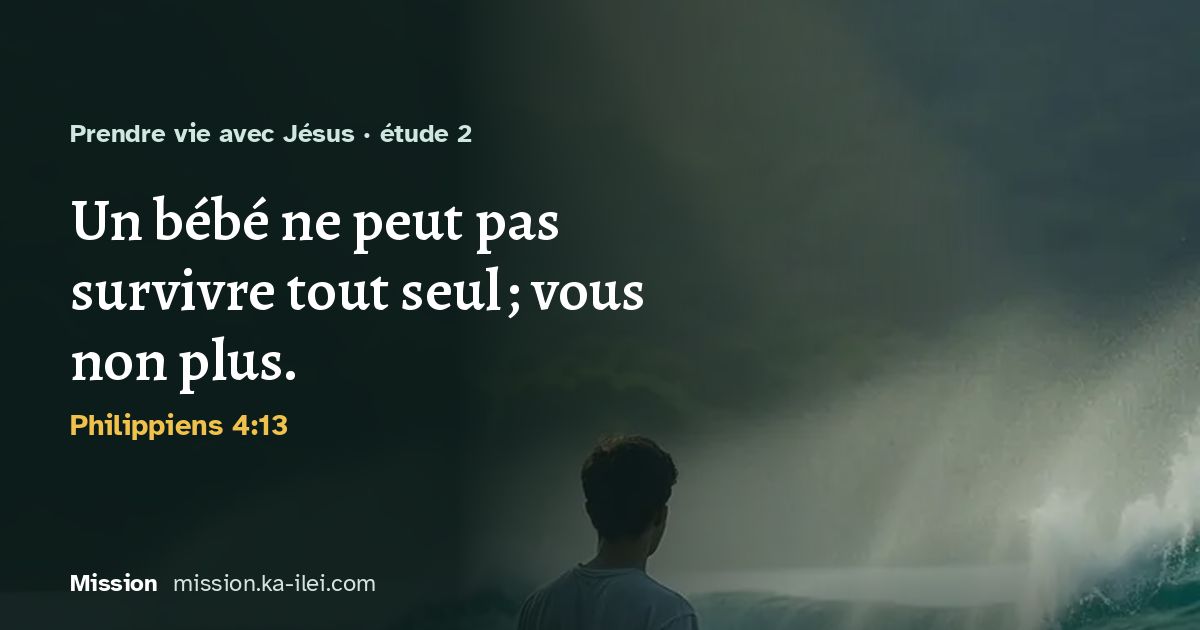 Prendre vie avec Jésus · étude 2
Un bébé ne peut pas
survivre tout seul ; vous
non plus.
Philippiens 4:13
Mission mission.ka-ilei.com